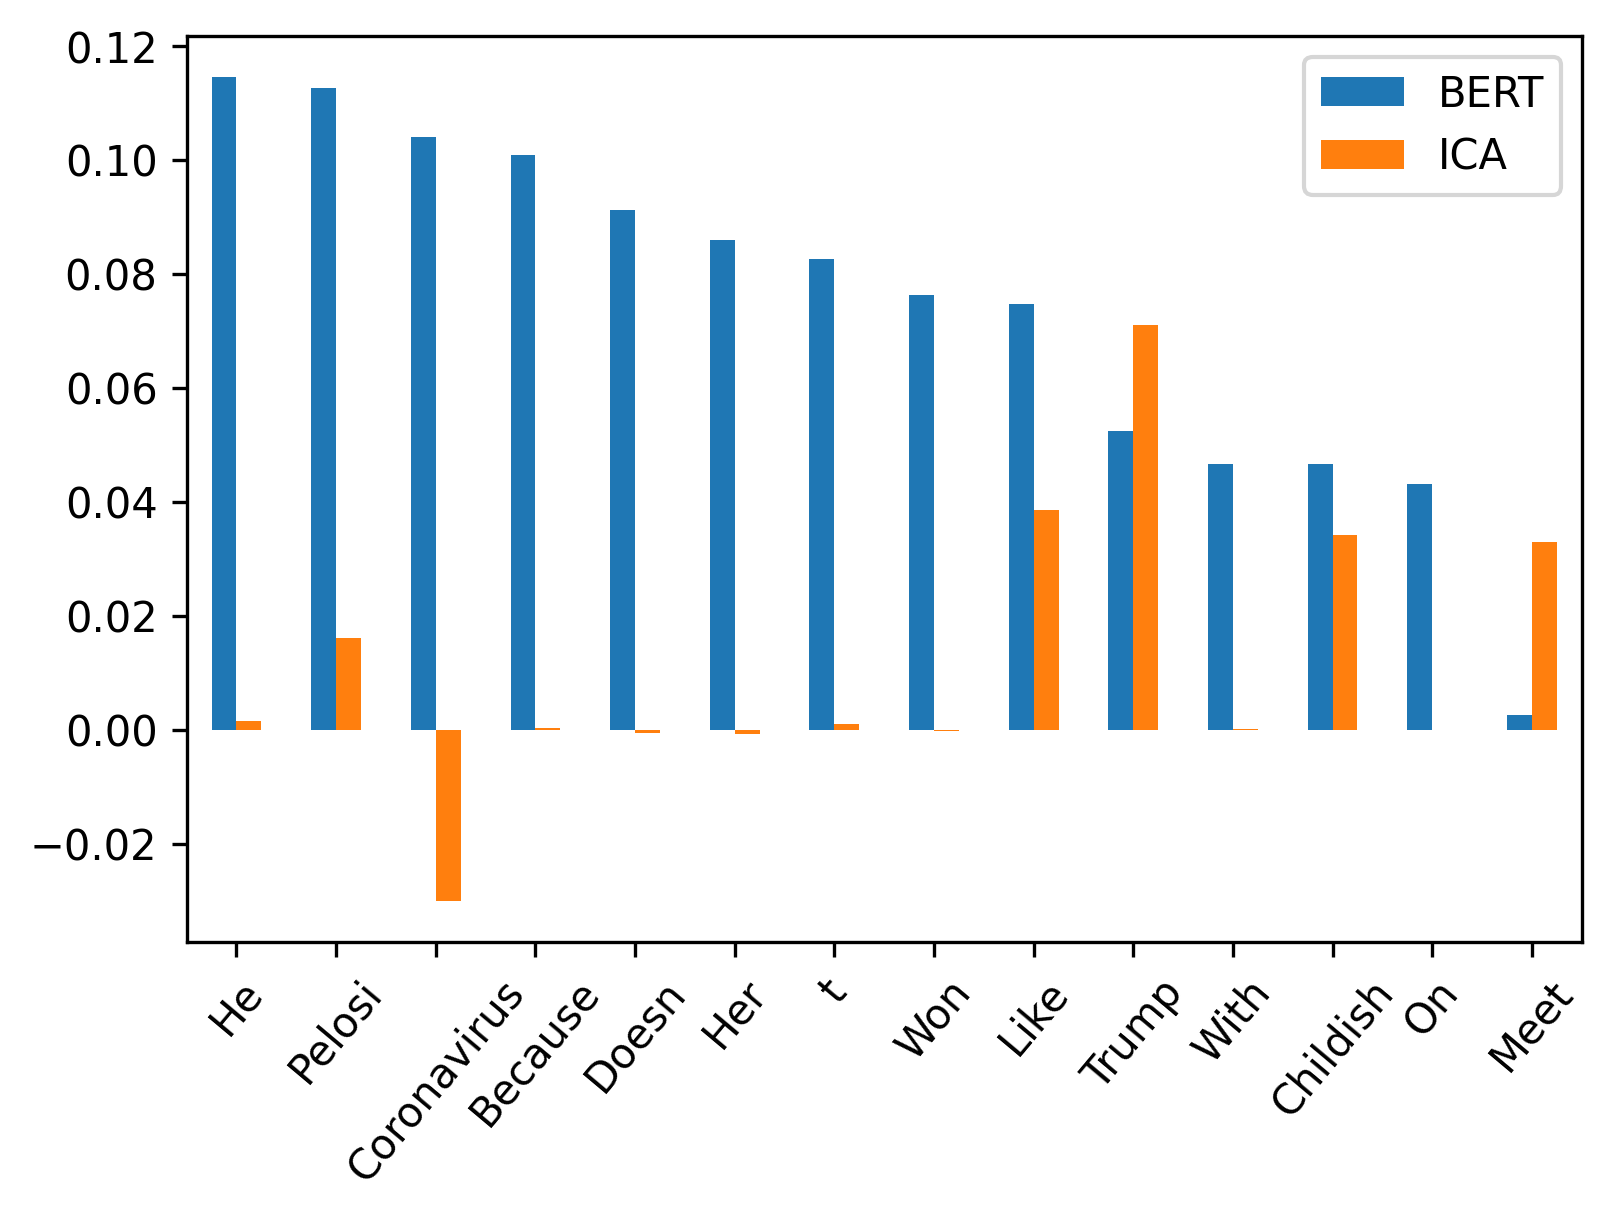 0.12
0.10
0.08
0.06
0.04
0.02
0.00
−0.02
BERT
ICA
He
Pelosi
Coronavirus
Because
Doesn
Her
t
Won
Like
Trump
With
Childish
On
Meet